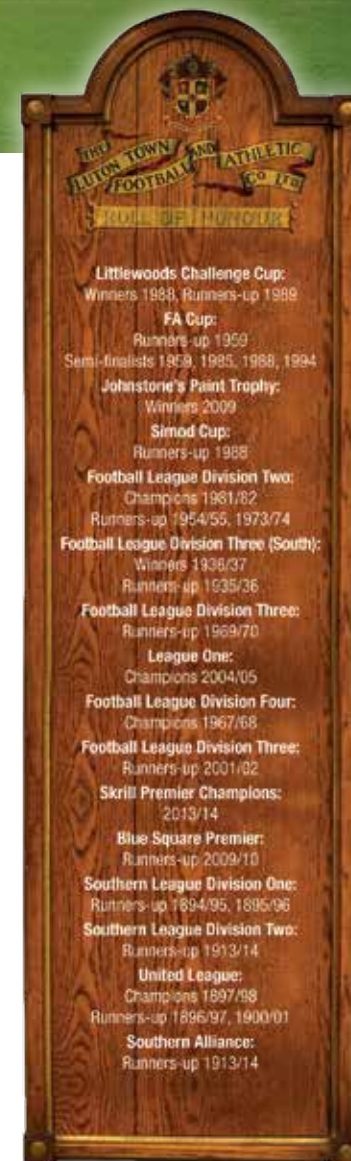 THE
LUTON TOWN AND ATHLETIC
FOOTBALL CO LTD
ROLL OF HONOUR
Littlewoods Challenge Cup:
Winners 1988, Runners-up 1989
FA Cup:
Runners-up 1959
Semi-finalists 1959, 1985, 1988, 1994
Johnstone's Paint Trophy:
Winners 2009
Simod Cup:
Runners-up 1988
Football League Division Two:
Champions 1981/82
Runners-up 1954/55, 1973/74
Football League Division Three (South):
Winners 1936/37
Runners-up 1935/36
Football League Division Three:
Runners-up 1969/70
League One:
Champions 2004/05
Football League Division Four:
Champions 1967/68
Football League Division Three:
Runners-up 2001/02
Skrill Premier Champions:
2013/14
Blue Square Premier:
Runners-up 2009/10
Southern League Division One:
Runners-up 1894/95, 1895/96
Southern League Division Two:
Runners-up 1913/14
United League:
Champions 1897/98
Runners-up 1896/97, 1900/01
Southern Alliance:
Runners-up 1913/14